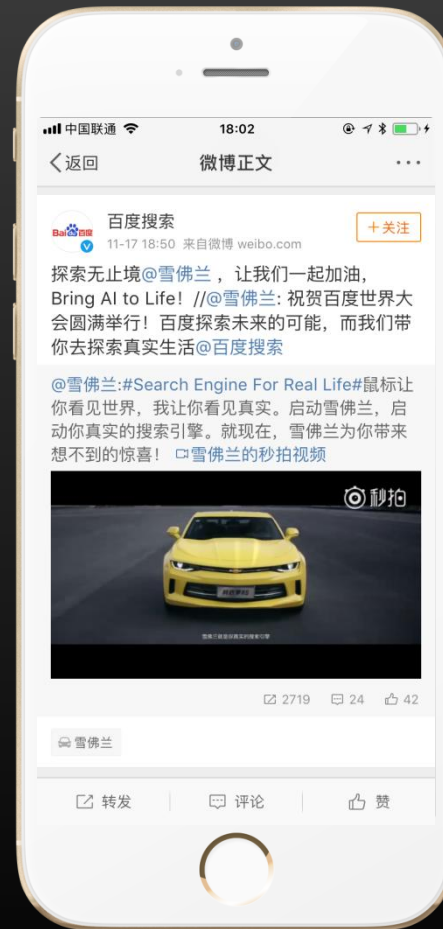 中国联通 18:02
返回 微博正文
Bai百度 百度搜索 +关注
11-17 18:50 来自微博 weibo.com
探索无止境@雪佛兰 ，让我们一起加油，
Bring AI to Life！//@雪佛兰: 祝贺百度世界大
会圆满举行！百度探索未来的可能，而我们带
你去探索真实生活@百度搜索
@雪佛兰:#Search Engine For Real Life#鼠标让
你看见世界，我让你看见真实。启动雪佛兰，启
动你真实的搜索引擎。就现在，雪佛兰为你带来
想不到的惊喜！ 雪佛兰的秒拍视频
秒拍
2719 24 42
雪佛兰
转发 评论 赞